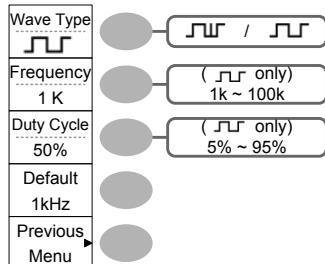 Wave Type
/
Frequency
1 K
( only)
1k ~ 100k
Duty Cycle
50%
( only)
5% ~ 95%
Default
1kHz
Previous
Menu